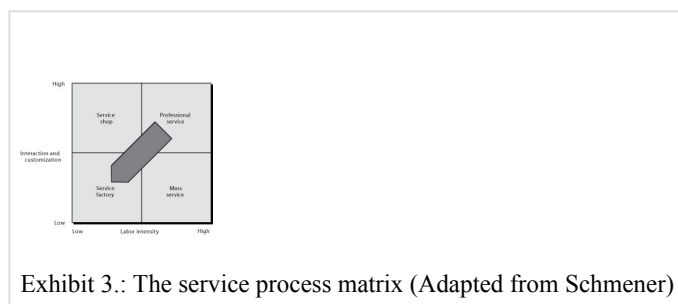 High
Service
shop
Professional
service
Interaction and
customization
Service
factory
Mass
service
Low
Low
Labor intensity
High
Exhibit 3.: The service process matrix (Adapted from Schmener)